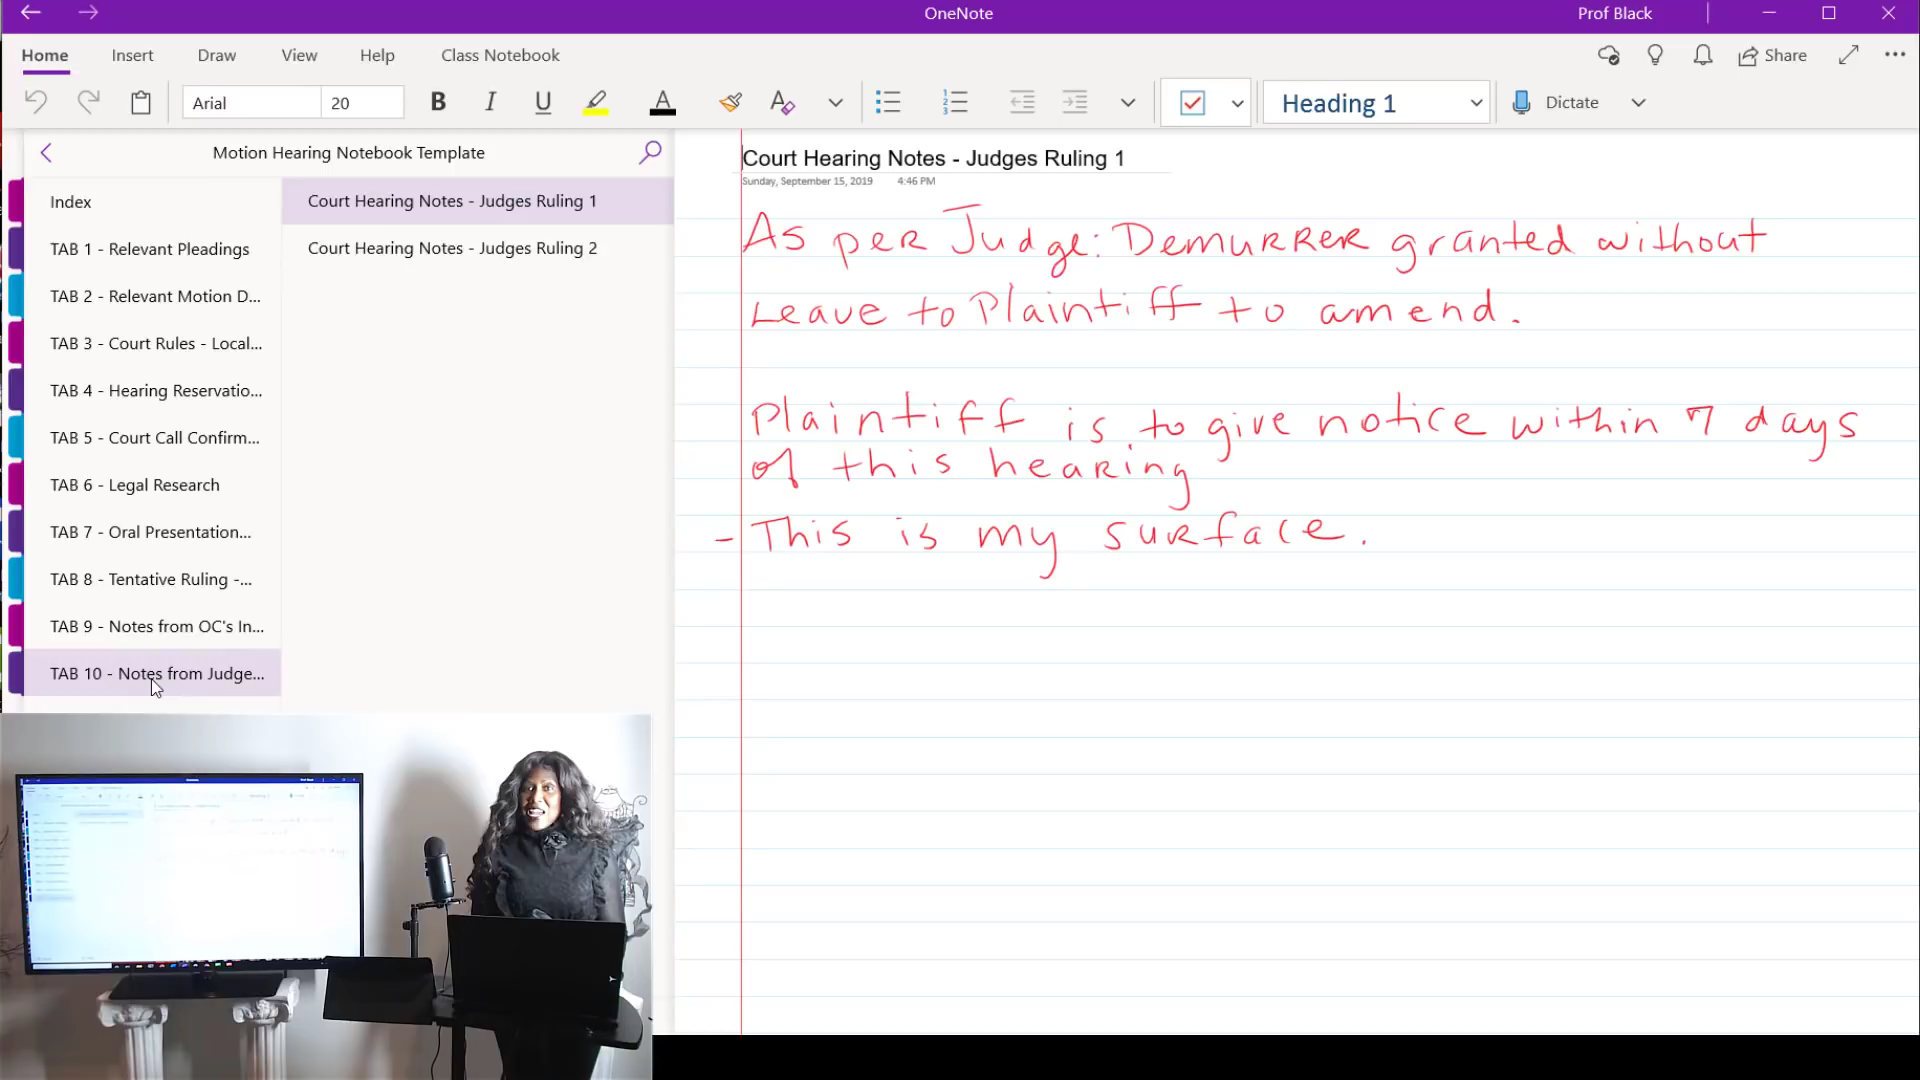 OneNote
Prof Black
Home
Insert
Draw
View
Help
Class Notebook
Share
Arial
20
B
I
U
A
A
Heading 1
Dictate
Motion Hearing Notebook Template
Index
TAB 1 - Relevant Pleadings
TAB 2 - Relevant Motion D...
TAB 3 - Court Rules - Local...
TAB 4 - Hearing Reservatio...
TAB 5 - Court Call Confirm...
TAB 6 - Legal Research
TAB 7 - Oral Presentation...
TAB 8 - Tentative Ruling -...
TAB 9 - Notes from OC's In...
TAB 10 - Notes from Judge...
Court Hearing Notes - Judges Ruling 1
Court Hearing Notes - Judges Ruling 2
Court Hearing Notes - Judges Ruling 1
Sunday, September 15, 2019 4:46 PM
As per Judge: Demurrer granted without
Leave to Plaintiff to amend.
Plaintiff is to give notice within 7 days
of this hearing
- This is my surface.